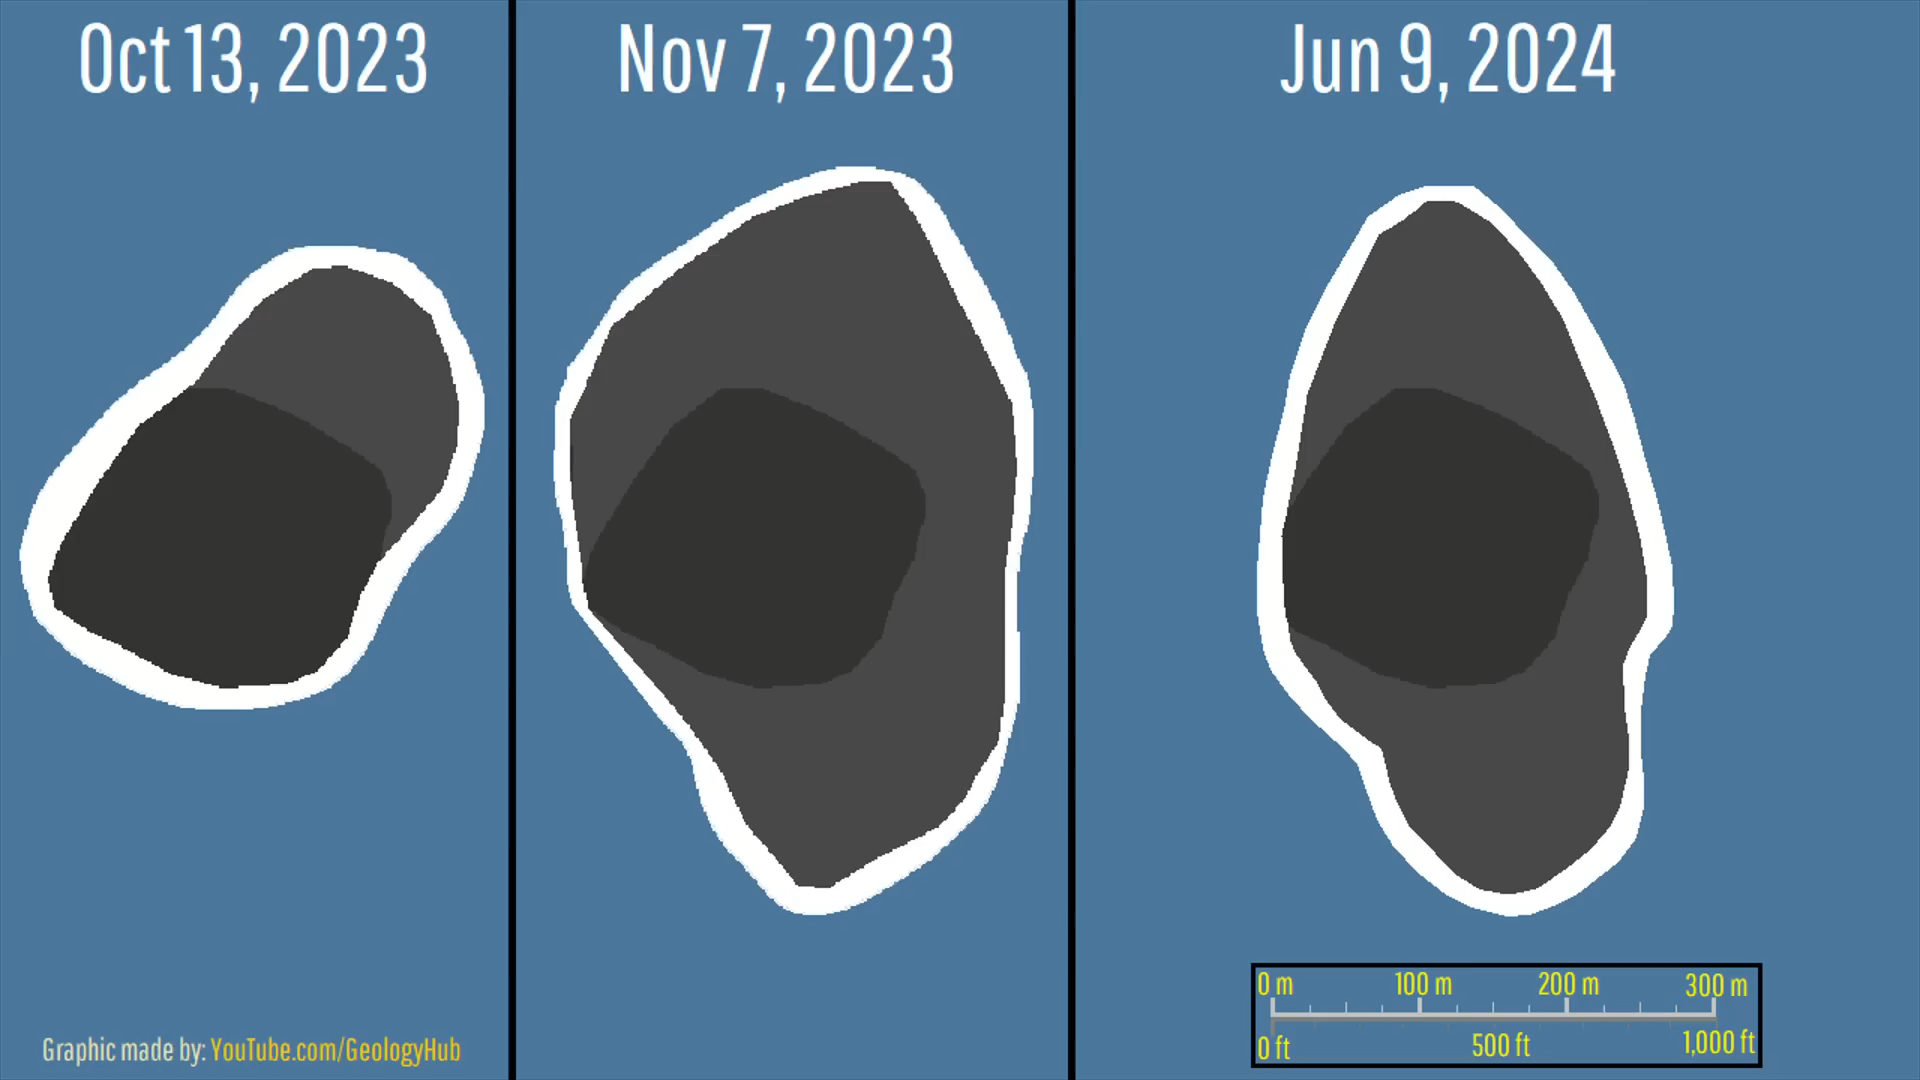 Oct 13, 2023
Nov 7, 2023
Jun 9, 2024
0 m 100 m 200 m 300 m
0 ft 500 ft 1,000 ft
Graphic made by: YouTube.com/GeologyHub